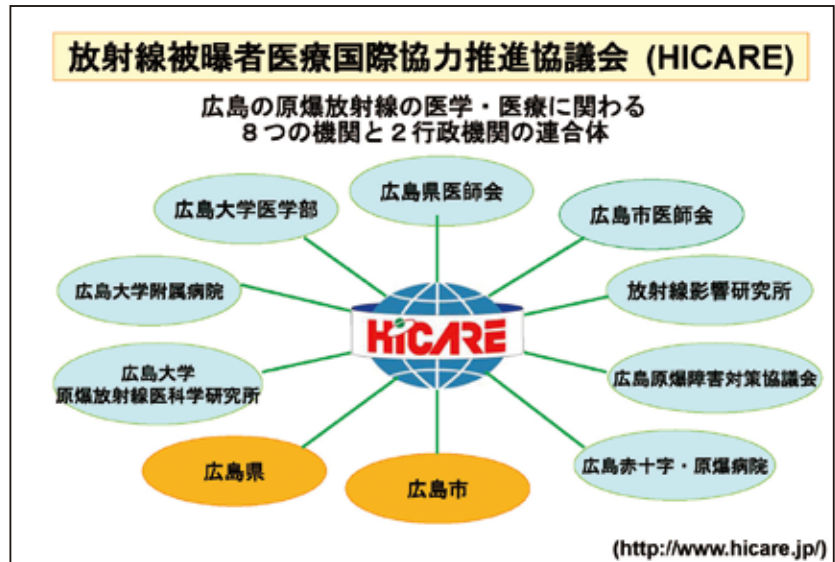 放射線被曝者医療国際協力推進協議会 (HICARE)
広島の原爆放射線の医学・医療に関わる
８つの機関と２行政機関の連合体
広島県医師会
広島大学医学部
広島市医師会
広島大学附属病院
放射線影響研究所
HiCARE
広島大学
原爆放射線医科学研究所
広島原爆障害対策協議会
広島県
広島市
広島赤十字・原爆病院
(http://www.hicare.jp/)